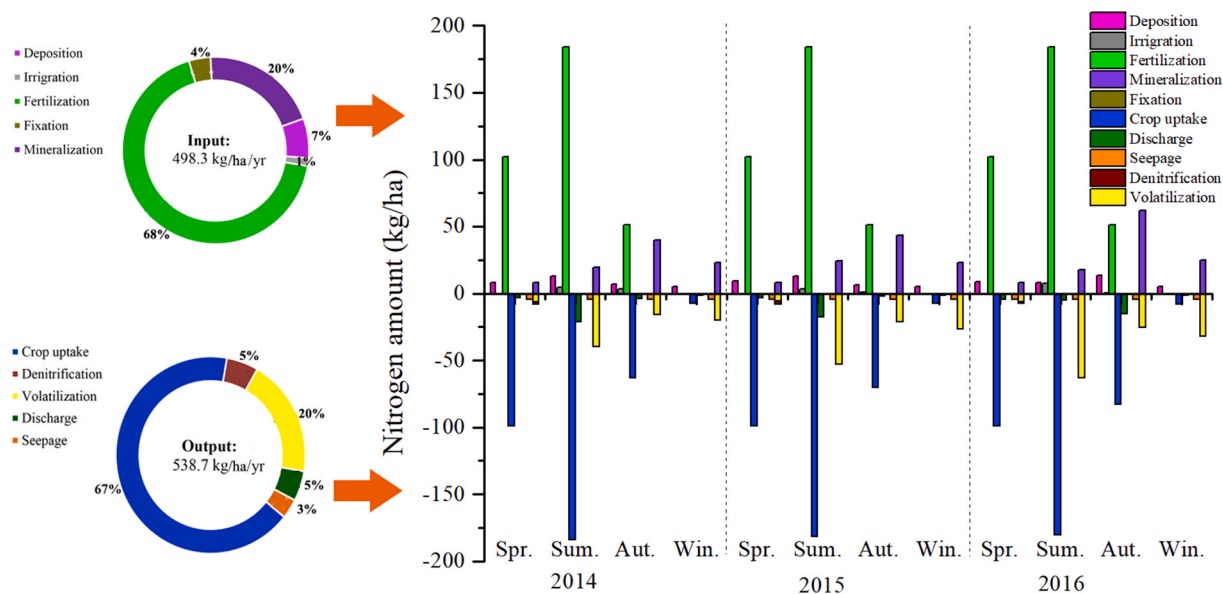 Deposition
Irrigration
Fertilization
Fixation
Mineralization
4%
20%
7%
1%
68%
Input:
498.3 kg/ha/yr
Crop uptake
Denitrification
Volatilization
Discharge
Seepage
5%
20%
5%
3%
67%
Output:
538.7 kg/ha/yr
Nitrogen amount (kg/ha)
200
150
100
50
0
-50
-100
-150
-200
Deposition
Irrigration
Fertilization
Mineralization
Fixation
Crop uptake
Discharge
Seepage
Denitrification
Volatilization
Spr. Sum. Aut. Win. Spr. Sum. Aut. Win. Spr. Sum. Aut. Win.
2014 2015 2016